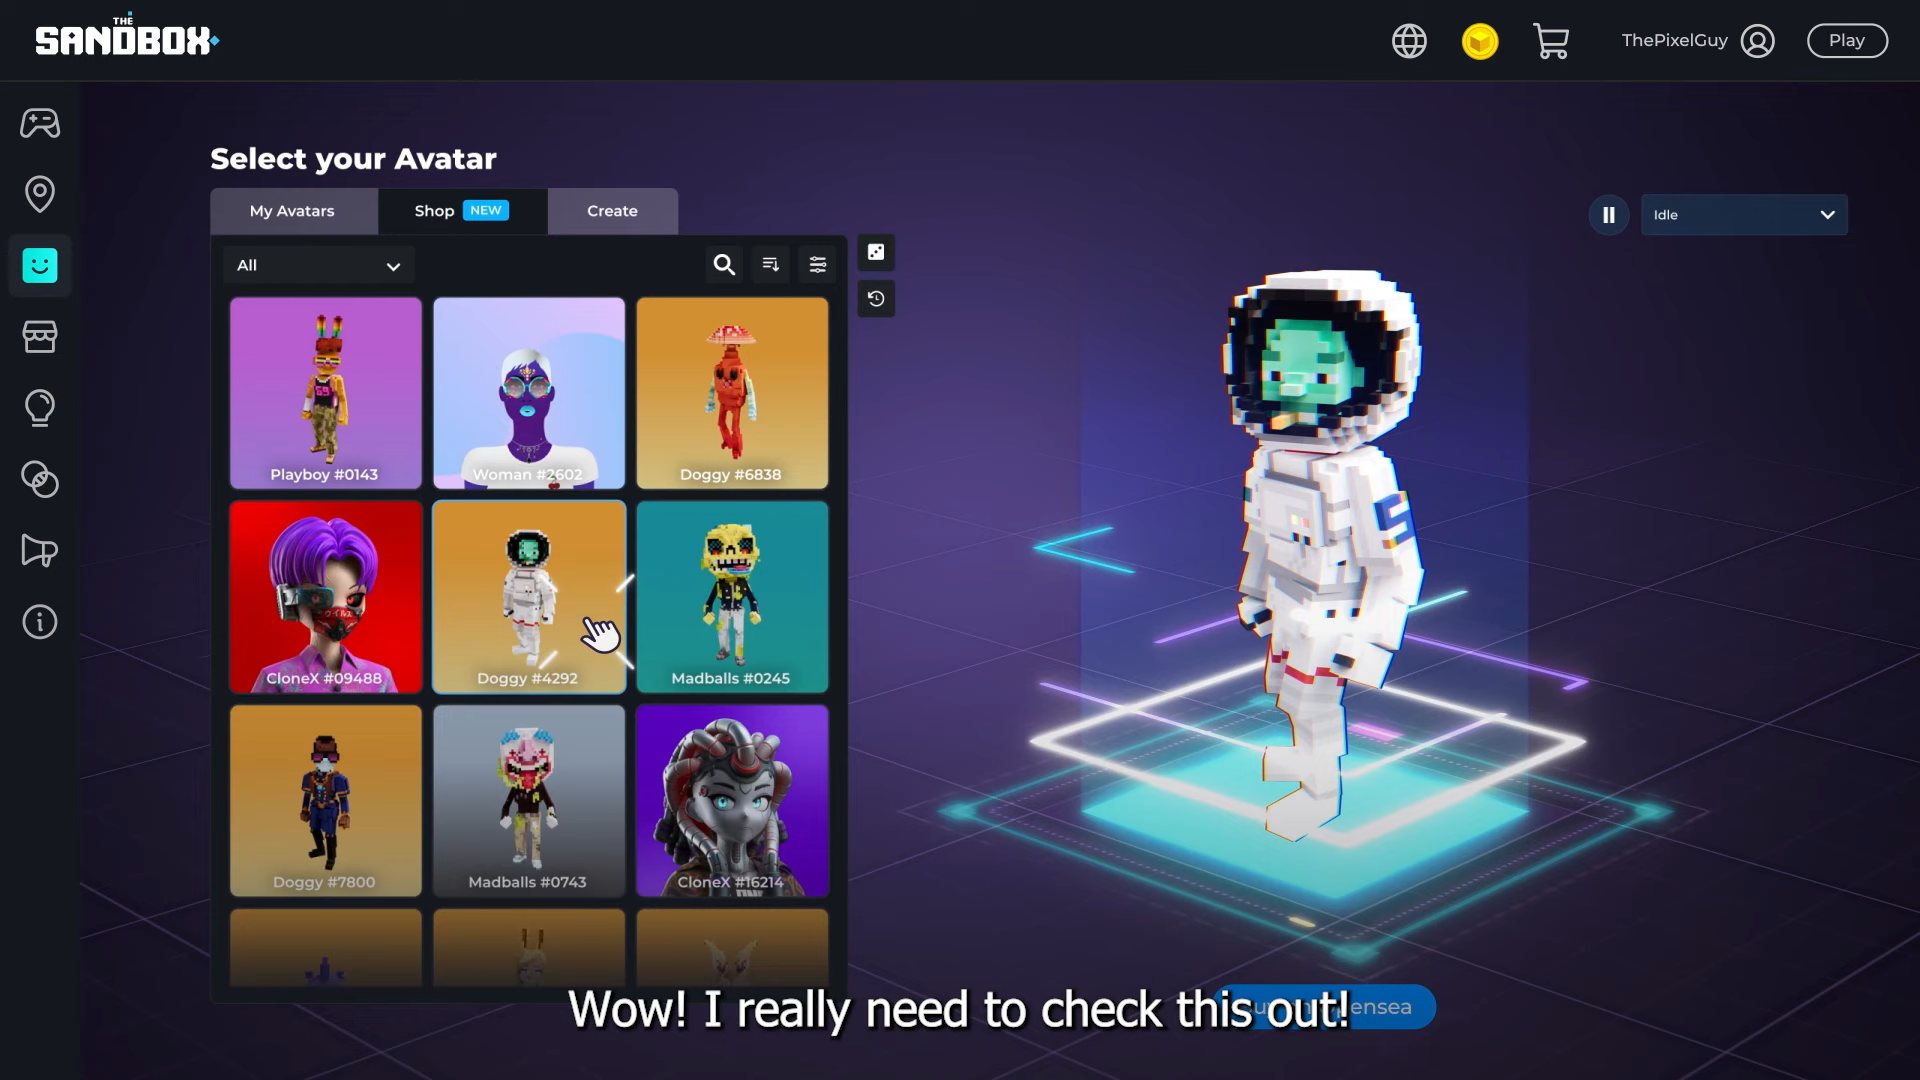 THE
SANDBOX
ThePixelGuy
Play
Select your Avatar
My Avatars
Shop NEW
Create
Idle
All
Playboy #0143
Woman #2602
Doggy #6838
CloneX #09488
Doggy #4292
Madballs #0245
Doggy #7800
Madballs #0743
CloneX #16214
Wow! I really need to check this out!